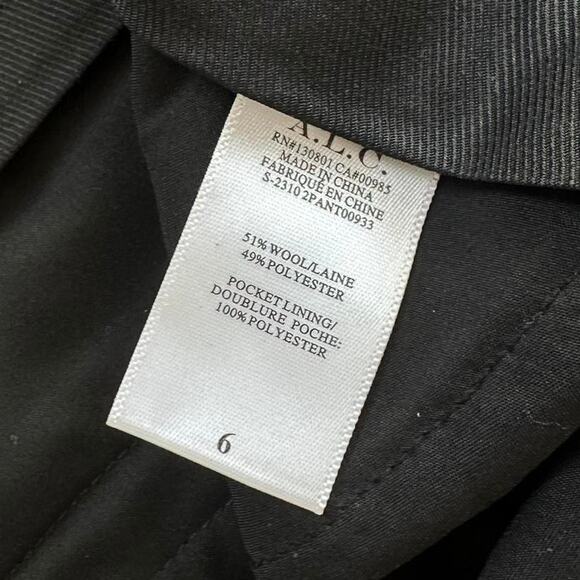 A.L.C.
RN#130801 CA#00985
MADE IN CHINA
FABRIQUÉ EN CHINE
S-2310 2PANT00933
51% WOOL/LAINE
49% POLYESTER
POCKET LINING/
DOUBLURE POCHE:
100% POLYESTER
6